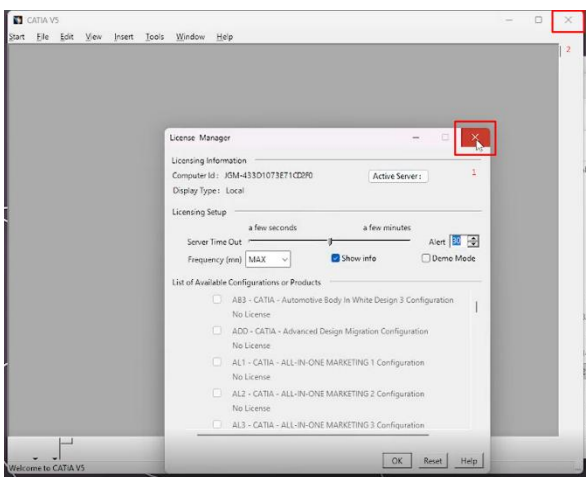 CATIA V5
Start File Edit View Insert Tools Window Help
2
License Manager
1
Licensing Information
Computer Id : JGM-433D1073E71CD2F0 Active Server :
Display Type : Local
Licensing Setup
a few seconds a few minutes
Server Time Out Alert 30
Frequency (mn) MAX Show info Demo Mode
List of Available Configurations or Products
AB3 - CATIA - Automotive Body In White Design 3 Configuration
No License
ADD - CATIA - Advanced Design Migration Configuration
No License
AL1 - CATIA - ALL-IN-ONE MARKETING 1 Configuration
No License
AL2 - CATIA - ALL-IN-ONE MARKETING 2 Configuration
No License
AL3 - CATIA - ALL-IN-ONE MARKETING 3 Configuration
OK Reset Help
Welcome to CATIA V5